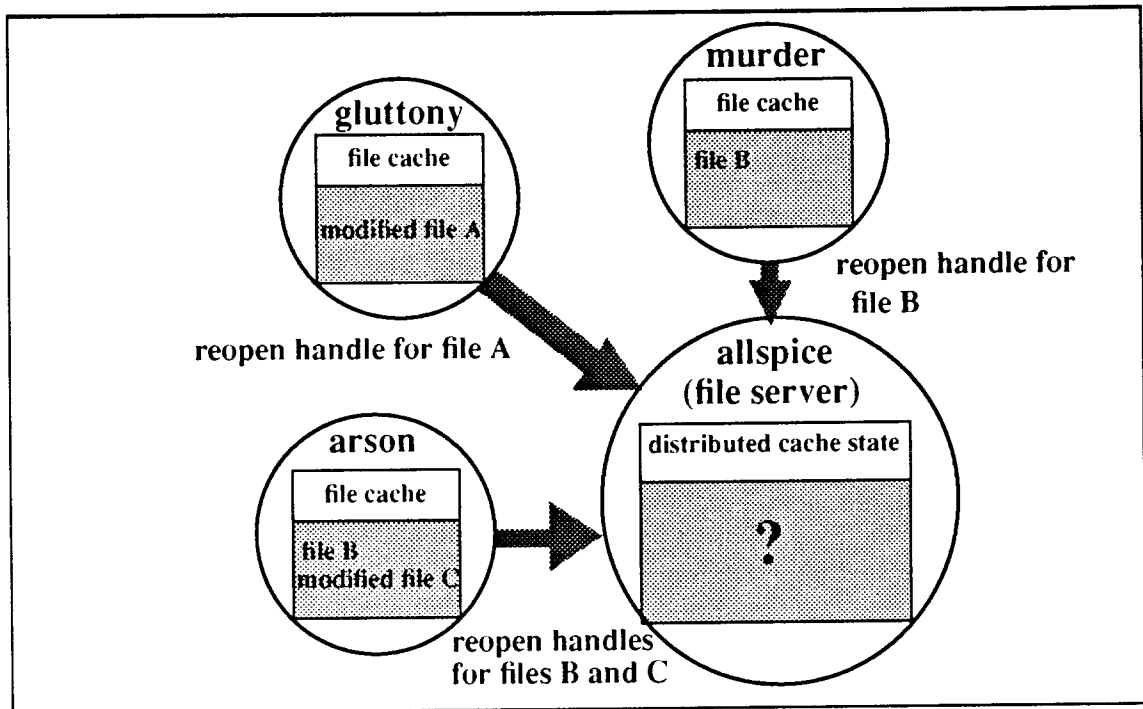 murder
file cache
file B
gluttony
file cache
modified file A
reopen handle for
file B
reopen handle for file A
allspice
(file server)
distributed cache state
?
arson
file cache
file B
modified file C
reopen handles
for files B and C